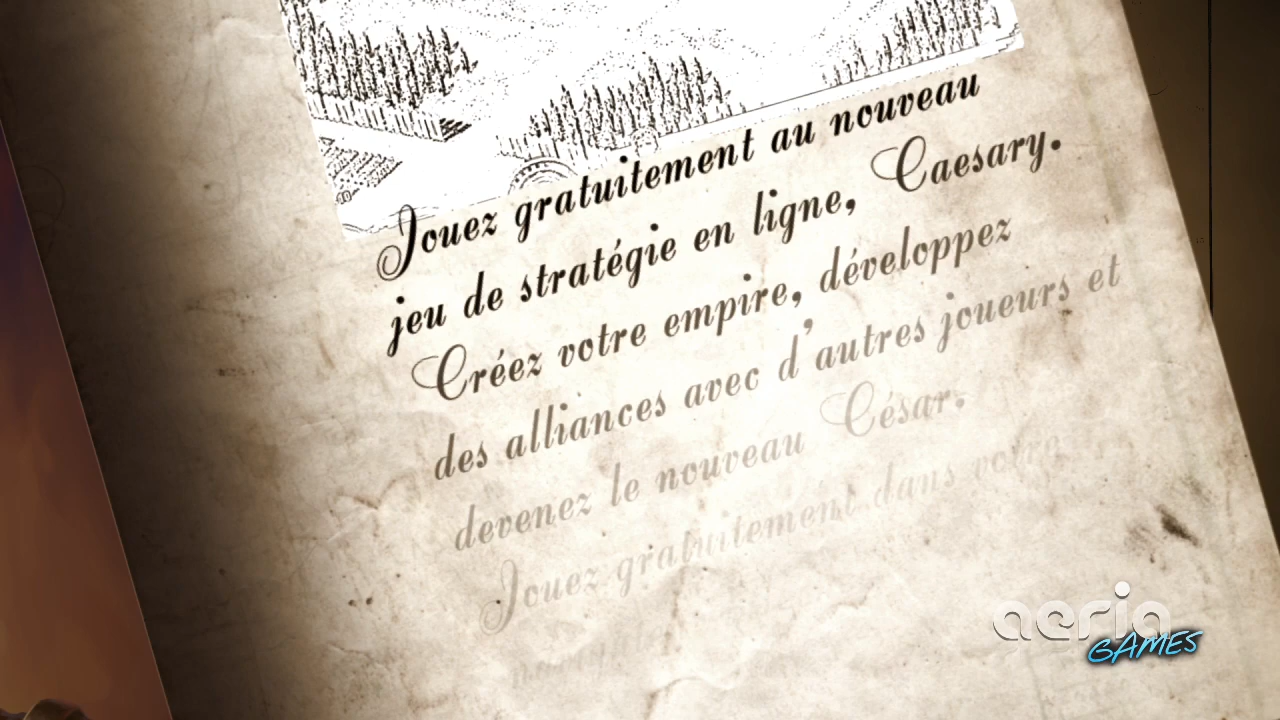 Jouez gratuitement au nouveau
jeu de stratégie en ligne, Caesary.
Créez votre empire, développez
des alliances avec d'autres joueurs et
devenez le nouveau César.
Jouez gratuitement dans votre
aeria
GAMES